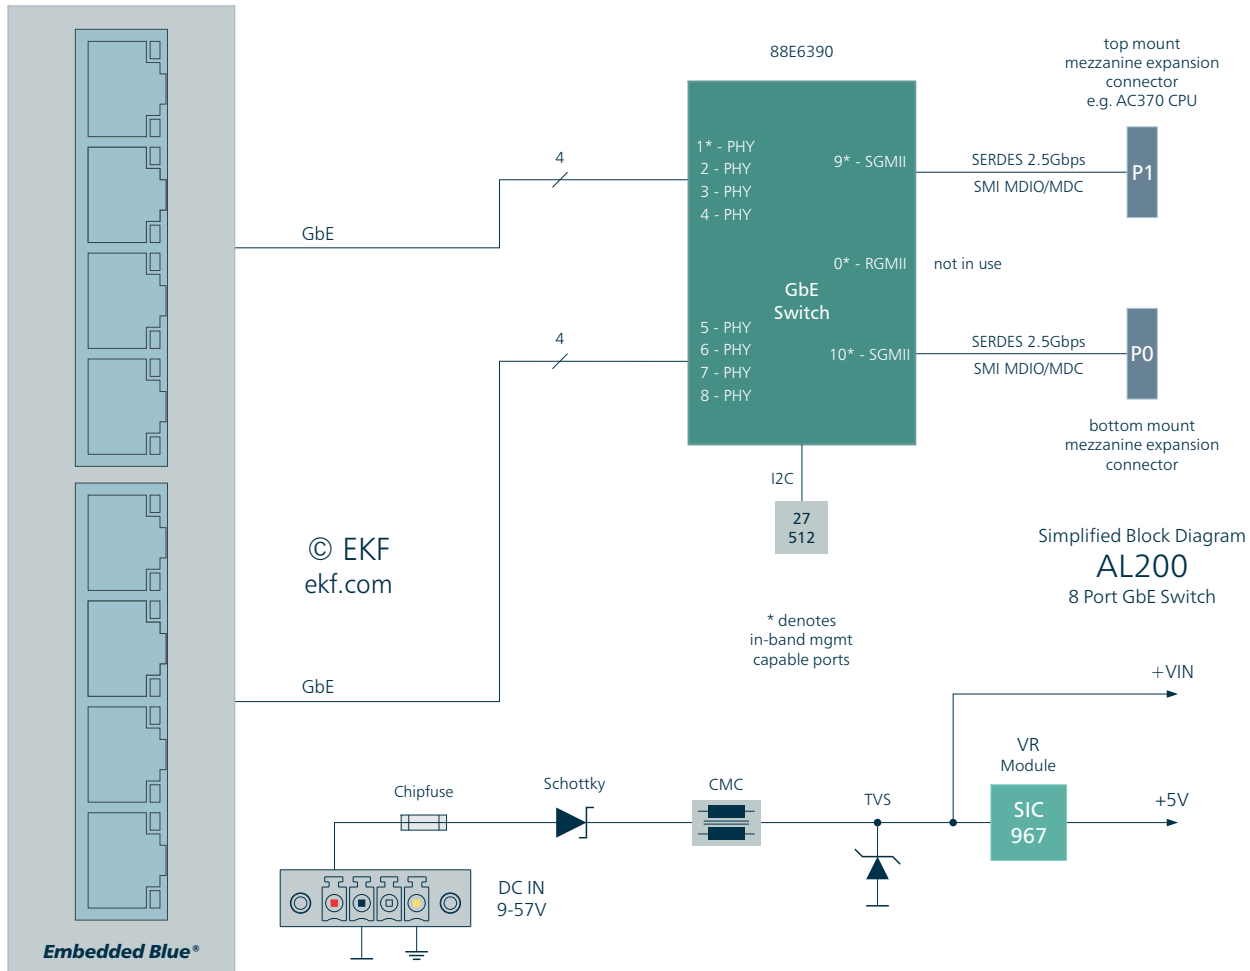 88E6390
top mount
mezzanine expansion
connector
e.g. AC370 CPU
1* - PHY
2 - PHY
3 - PHY
4 - PHY
9* - SGMII
SERDES 2.5Gbps
SMI MDIO/MDC
P1
4
GbE
0* - RGMII
not in use
GbE
Switch
5 - PHY
6 - PHY
7 - PHY
8 - PHY
10* - SGMII
SERDES 2.5Gbps
SMI MDIO/MDC
P0
4
bottom mount
mezzanine expansion
connector
I2C
27
512
© EKF
ekf.com
Simplified Block Diagram
AL200
8 Port GbE Switch
* denotes
in-band mgmt
capable ports
GbE
+VIN
VR
Module
Chipfuse
Schottky
CMC
TVS
SIC
967
+5V
DC IN
9-57V
Embedded Blue®